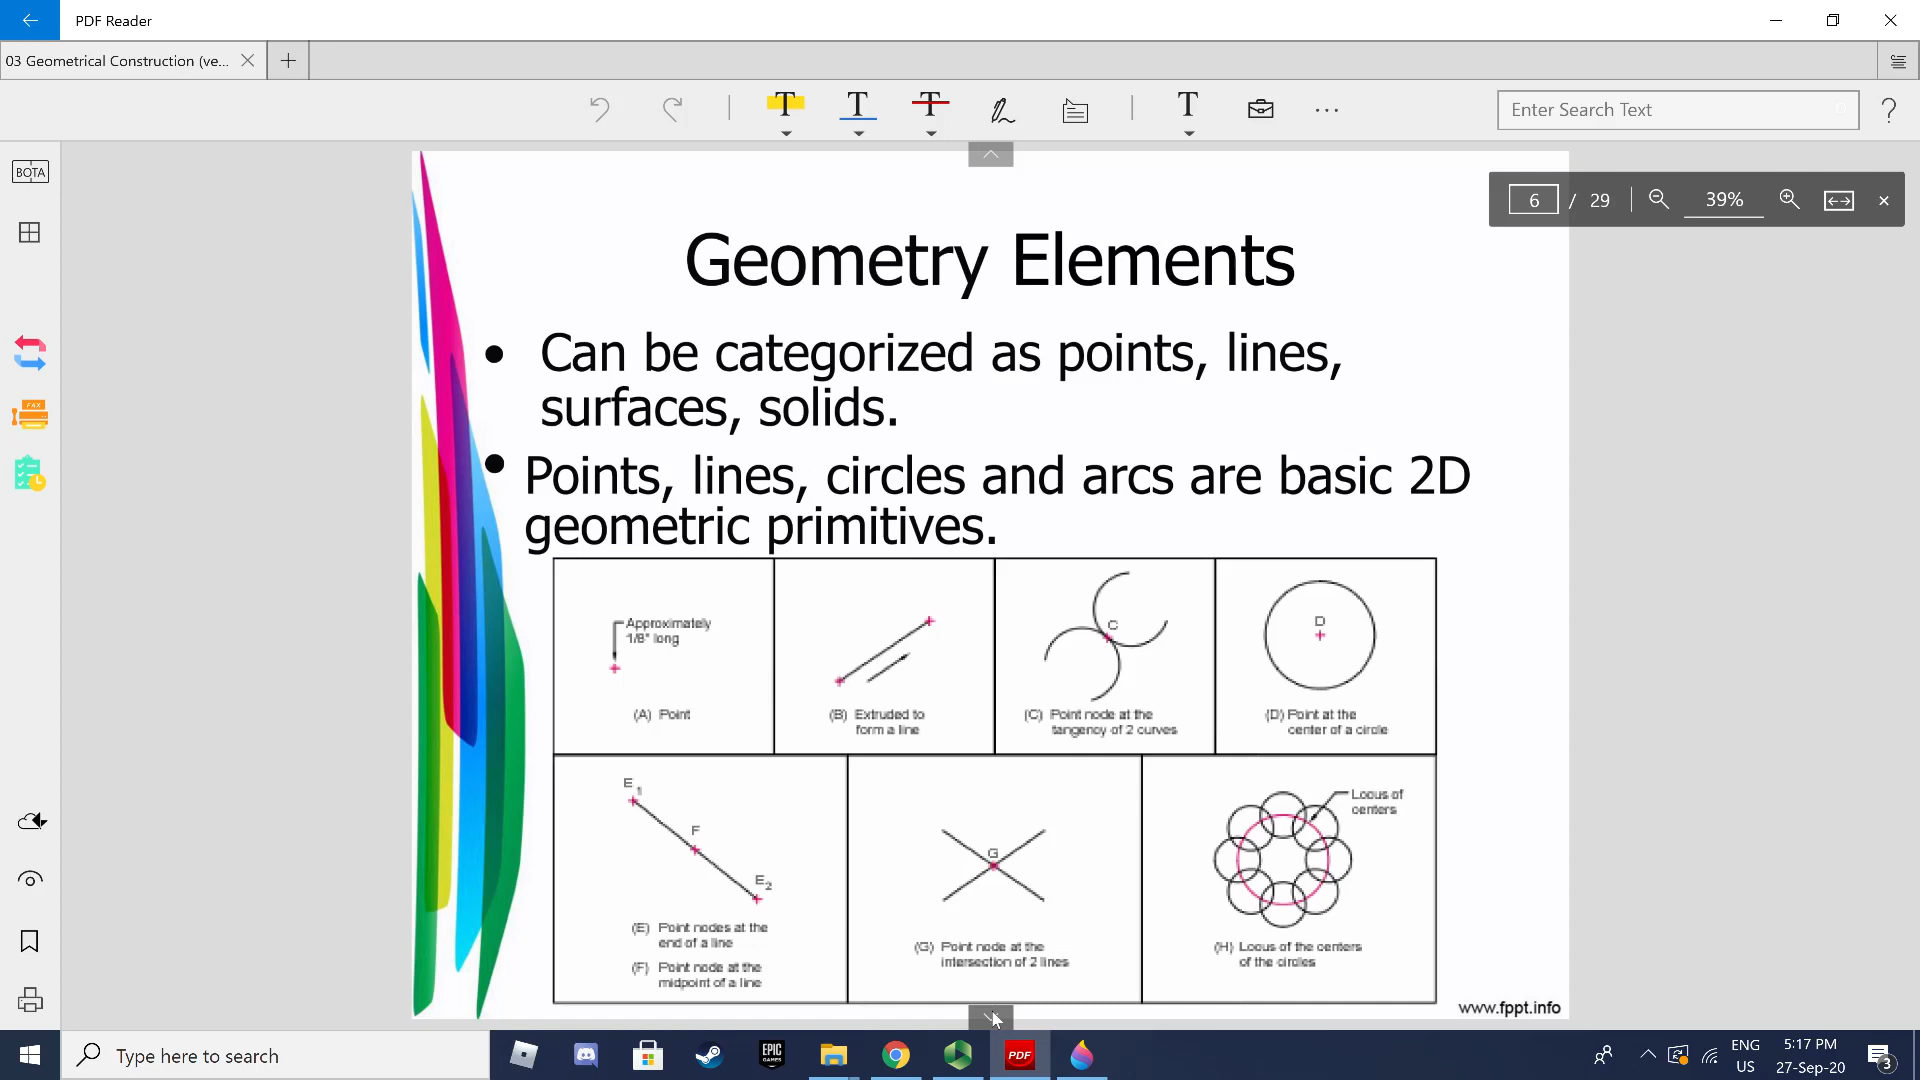 PDF Reader
03 Geometrical Construction (ve...
T T T T ...
Enter Search Text ?
BOTA
6 / 29 39%
Geometry Elements
• Can be categorized as points, lines,
surfaces, solids.
• Points, lines, circles and arcs are basic 2D
geometric primitives.
Approximately
1/8" long
(A) Point
(B) Extruded to
form a line
C
(C) Point node at the
tangency of 2 curves
D
(D) Point at the
center of a circle
E1
F
E2
(E) Point nodes at the
end of a line
(F) Point node at the
midpoint of a line
G
(G) Point node at the
intersection of 2 lines
Locus of
centers
(H) Locus of the centers
of the circles
www.fppt.info
FAX
Type here to search
EPIC
GAMES
PDF
ENG
US
5:17 PM
27-Sep-20
3